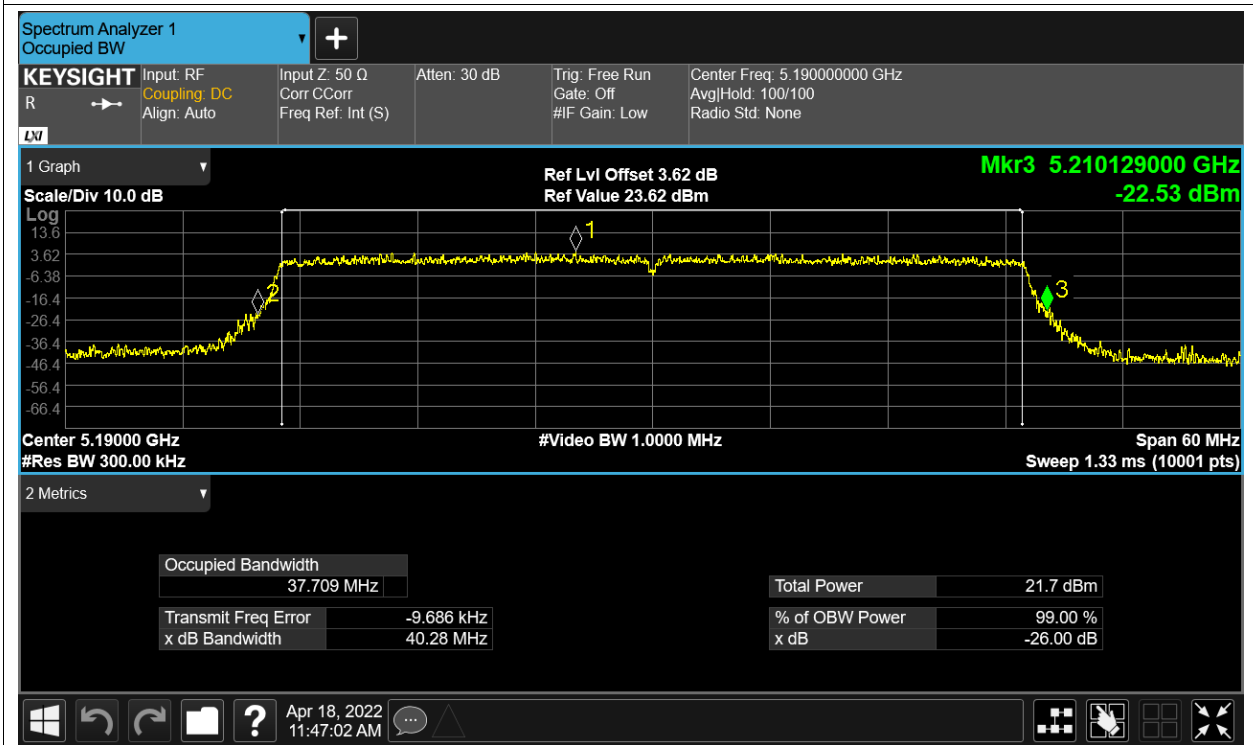 Spectrum Analyzer 1
Occupied BW
KEYSIGHT
R
LXI
Input: RF
Coupling: DC
Align: Auto
Input Z: 50 Ω
Corr CCorr
Freq Ref: Int (S)
Atten: 30 dB
Trig: Free Run
Gate: Off
#IF Gain: Low
Center Freq: 5.190000000 GHz
Avg|Hold: 100/100
Radio Std: None
1 Graph
Scale/Div 10.0 dB
Ref Lvl Offset 3.62 dB
Ref Value 23.62 dBm
Mkr3 5.210129000 GHz
-22.53 dBm
Log
13.6
3.62
-6.38
-16.4
-26.4
-36.4
-46.4
-56.4
-66.4
1
2
3
Center 5.19000 GHz
#Res BW 300.00 kHz
#Video BW 1.0000 MHz
Span 60 MHz
Sweep 1.33 ms (10001 pts)
2 Metrics
Occupied Bandwidth
37.709 MHz
Transmit Freq Error -9.686 kHz
x dB Bandwidth 40.28 MHz
Total Power 21.7 dBm
% of OBW Power 99.00 %
x dB -26.00 dB
?
Apr 18, 2022
11:47:02 AM